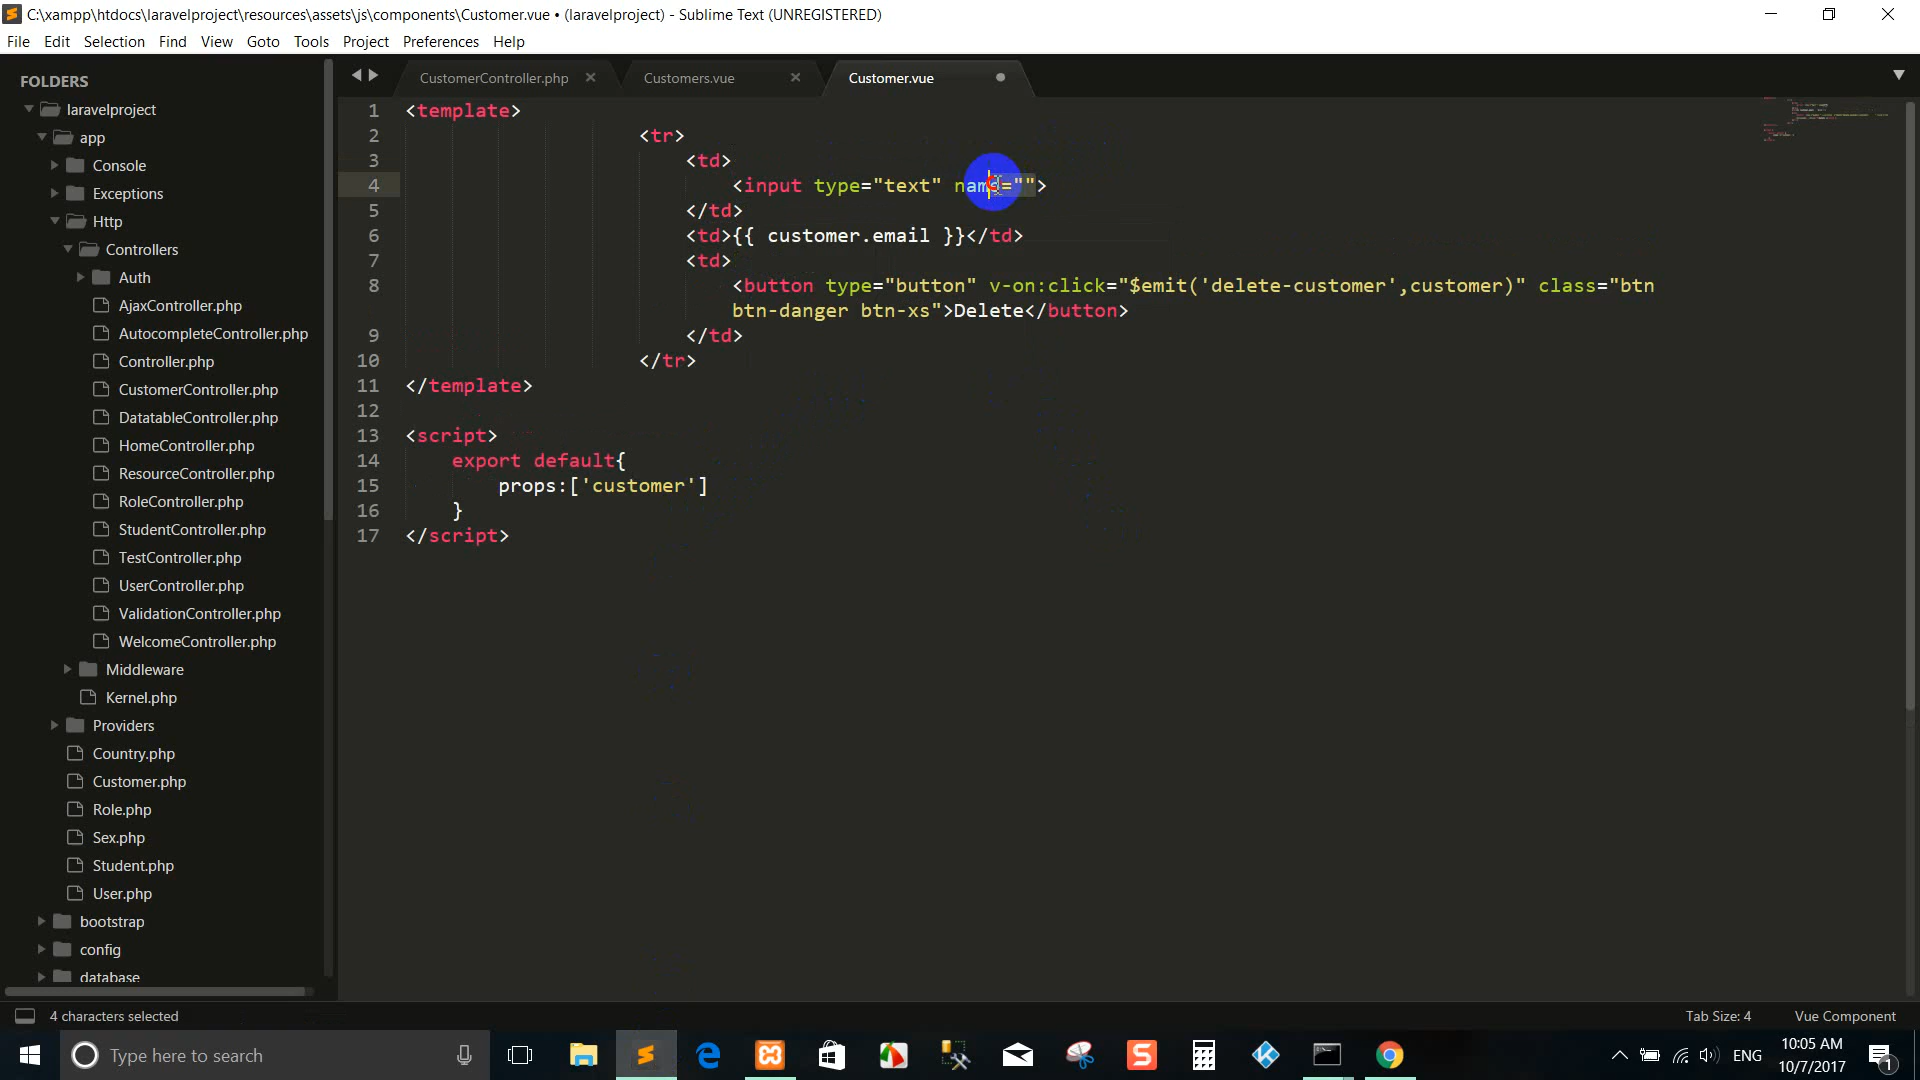 C:\xampp\htdocs\laravelproject\resources\assets\js\components\Customer.vue • (laravelproject) - Sublime Text (UNREGISTERED)
File Edit Selection Find View Goto Tools Project Preferences Help
FOLDERS
laravelproject
app
Console
Exceptions
Http
Controllers
Auth
AjaxController.php
AutocompleteController.php
Controller.php
CustomerController.php
DatatableController.php
HomeController.php
ResourceController.php
RoleController.php
StudentController.php
TestController.php
UserController.php
ValidationController.php
WelcomeController.php
Middleware
Kernel.php
Providers
Country.php
Customer.php
Role.php
Sex.php
Student.php
User.php
bootstrap
config
database
CustomerController.php Customers.vue Customer.vue
1 <template>
2 <tr>
3 <td>
4 <input type="text" name="">
5 </td>
6 <td>{{ customer.email }}</td>
7 <td>
8 <button type="button" v-on:click="$emit('delete-customer',customer)" class="btn
btn-danger btn-xs">Delete</button>
9 </td>
10 </tr>
11 </template>
12
13 <script>
14 export default{
15 props:['customer']
16 }
17 </script>
4 characters selected Tab Size: 4 Vue Component
Type here to search
ENG
10:05 AM
10/7/2017
1